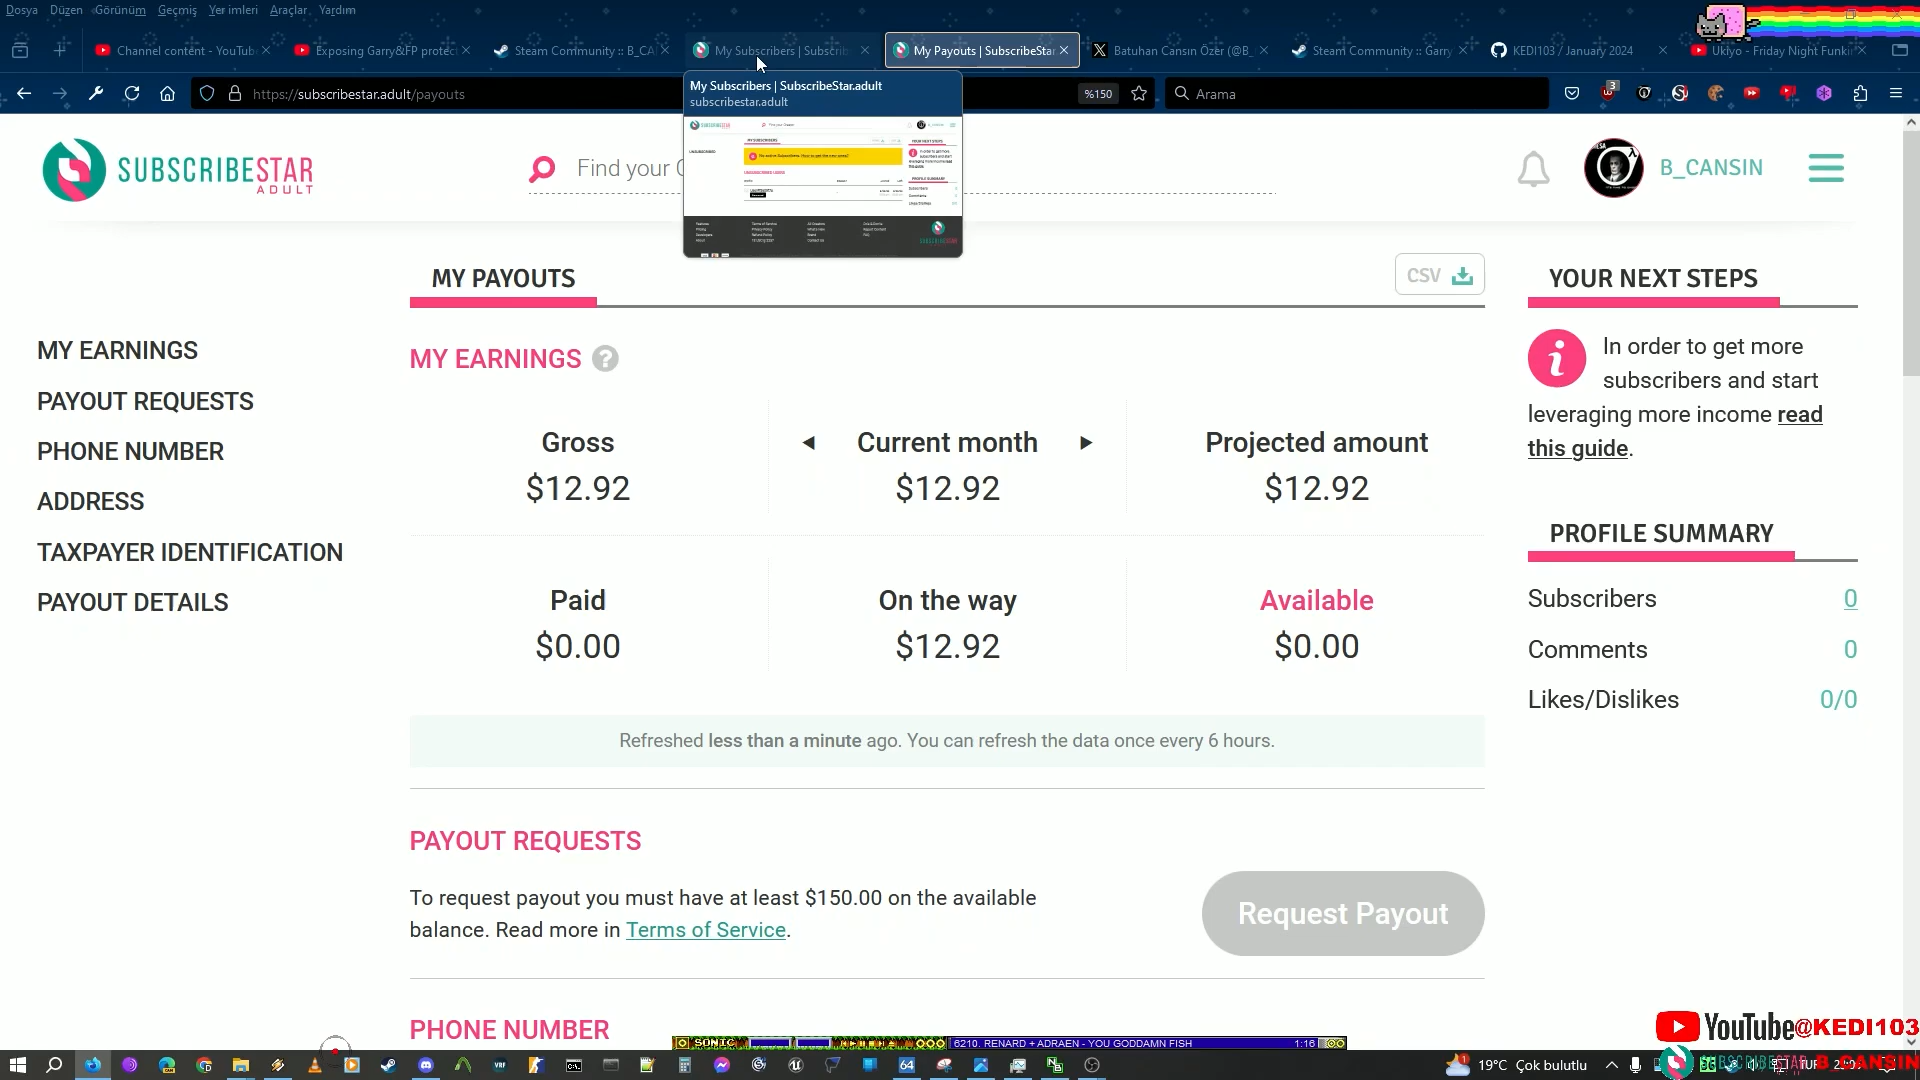 Dosya Düzen Görünüm Geçmiş Yer imleri Araçlar Yardım
Channel content - YouTub
Exposing Garry&FP protect
Steam Community :: B_CA
My Subscribers | Subscrib
My Payouts | SubscribeSta
Batuhan Cansın Özer (@B_
Steam Community :: Garry
KEDI103 / January 2024
Ukiyo - Friday Night Funkin
https://subscribestar.adult/payouts
%150
Arama
3
My Subscribers | SubscribeStar.adult
subscribestar.adult
SUBSCRIBESTAR
ADULT
Find your C
B_CANSIN
MY PAYOUTS
CSV
YOUR NEXT STEPS
MY EARNINGS
PAYOUT REQUESTS
PHONE NUMBER
ADDRESS
TAXPAYER IDENTIFICATION
PAYOUT DETAILS
MY EARNINGS ?
Gross
$12.92
Current month
$12.92
Projected amount
$12.92
Paid
$0.00
On the way
$12.92
Available
$0.00
Refreshed less than a minute ago. You can refresh the data once every 6 hours.
PAYOUT REQUESTS
To request payout you must have at least $150.00 on the available
balance. Read more in Terms of Service.
Request Payout
PHONE NUMBER
In order to get more
subscribers and start
leveraging more income read
this guide.
PROFILE SUMMARY
Subscribers 0
Comments 0
Likes/Dislikes 0/0
YouTube@KEDI103
SONIC
6210. RENARD + ADRAEN - YOU GODDAMN FISH 1:16
19°C Çok bulutlu
SUBSCRIBESTAR B_CANSIN